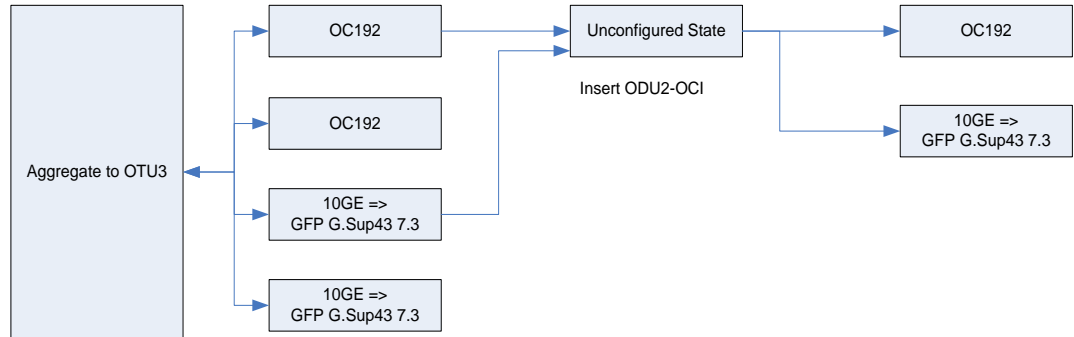 Aggregate to OTU3
OC192
OC192
10GE =>
GFP G.Sup43 7.3
10GE =>
GFP G.Sup43 7.3
Unconfigured State
Insert ODU2-OCI
OC192
10GE =>
GFP G.Sup43 7.3